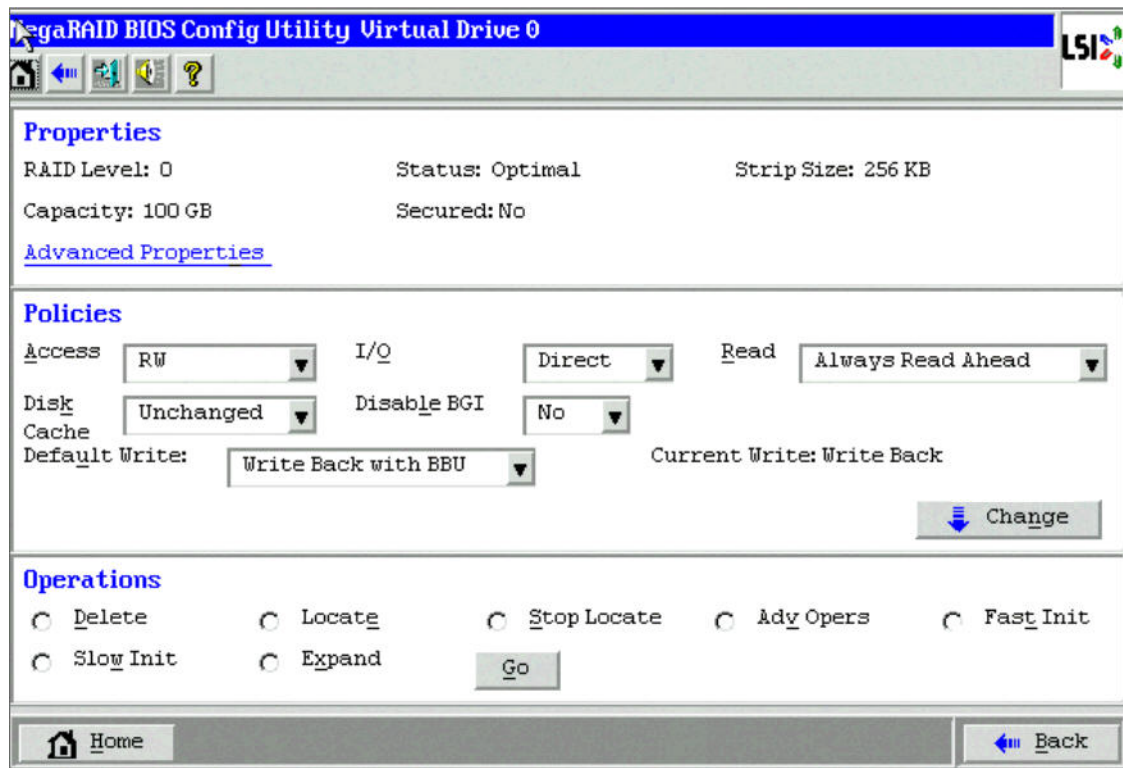 MegaRAID BIOS Config Utility Virtual Drive 0
LSI
Properties
RAID Level: 0 Status: Optimal Strip Size: 256 KB
Capacity: 100 GB Secured: No
Advanced Properties
Policies
Access RW I/O Direct Read Always Read Ahead
Disk Cache Unchanged Disable BGI No
Default Write: Write Back with BBU Current Write: Write Back
Change
Operations
Delete Locate Stop Locate Adv Opers Fast Init
Slow Init Expand Go
Home Back